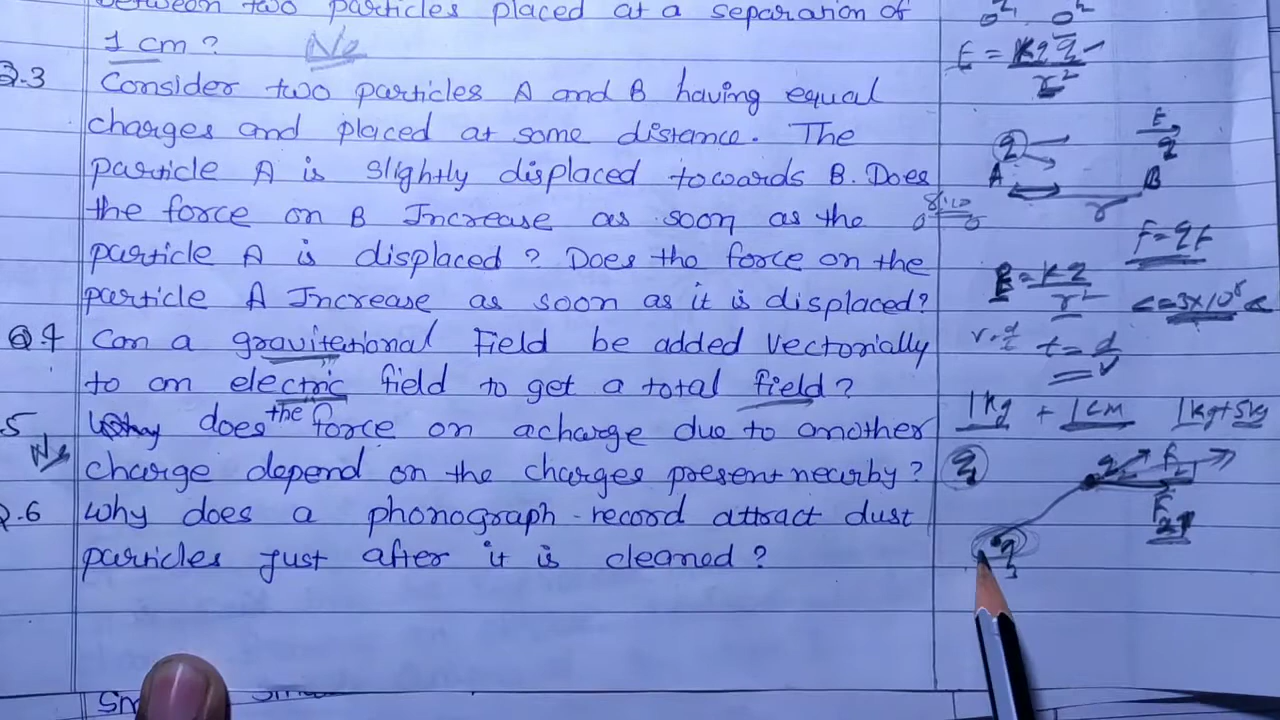 between two particles placed at a separation of
1 cm? No
Q.3 Consider two particles A and B having equal
charges and placed at some distance. The
particle A is slightly displaced towards B. Does
the force on B Increase as soon as the
particle A is displaced? Does the force on the
particle A Increase as soon as it is displaced?
Q 4 Can a gravitational Field be added vectorially
to an electric field to get a total field?
5 does the force on a charge due to another
No charge depend on the charges present nearby?
Q.6 why does a phonograph-record attract dust
particles just after it is cleaned?
E
q
A B
r
F=qE
E=kq
r²
c=3×10⁸
t=d
v
1kg + 1cm 1kg+5kg